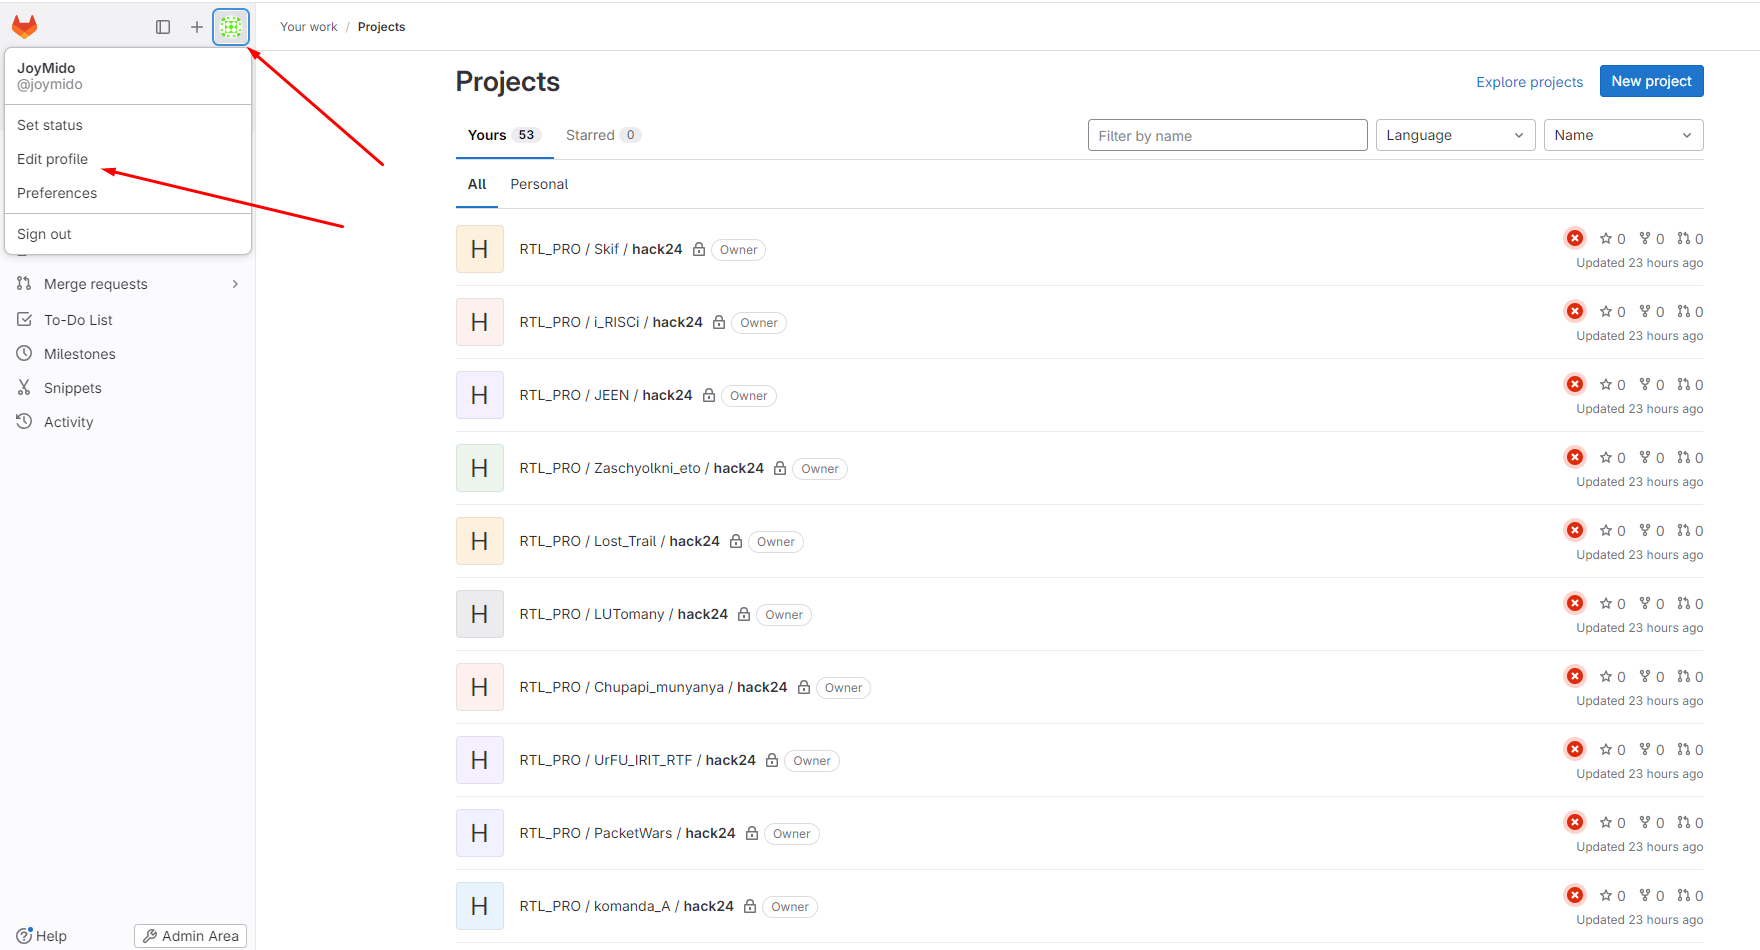 Your work / Projects
JoyMido
@joymido
Set status
Edit profile
Preferences
Sign out
Merge requests
To-Do List
Milestones
Snippets
Activity
Help
Admin Area
Projects
Explore projects
New project
Yours 53
Starred 0
Filter by name
Language
Name
All
Personal
H RTL_PRO / Skif / hack24 Owner 0 0 0
Updated 23 hours ago
H RTL_PRO / i_RISCi / hack24 Owner 0 0 0
Updated 23 hours ago
H RTL_PRO / JEEN / hack24 Owner 0 0 0
Updated 23 hours ago
H RTL_PRO / Zaschyolkni_eto / hack24 Owner 0 0 0
Updated 23 hours ago
H RTL_PRO / Lost_Trail / hack24 Owner 0 0 0
Updated 23 hours ago
H RTL_PRO / LUTomany / hack24 Owner 0 0 0
Updated 23 hours ago
H RTL_PRO / Chupapi_munyanya / hack24 Owner 0 0 0
Updated 23 hours ago
H RTL_PRO / UrFU_IRIT_RTF / hack24 Owner 0 0 0
Updated 23 hours ago
H RTL_PRO / PacketWars / hack24 Owner 0 0 0
Updated 23 hours ago
H RTL_PRO / komanda_A / hack24 Owner 0 0 0
Updated 23 hours ago